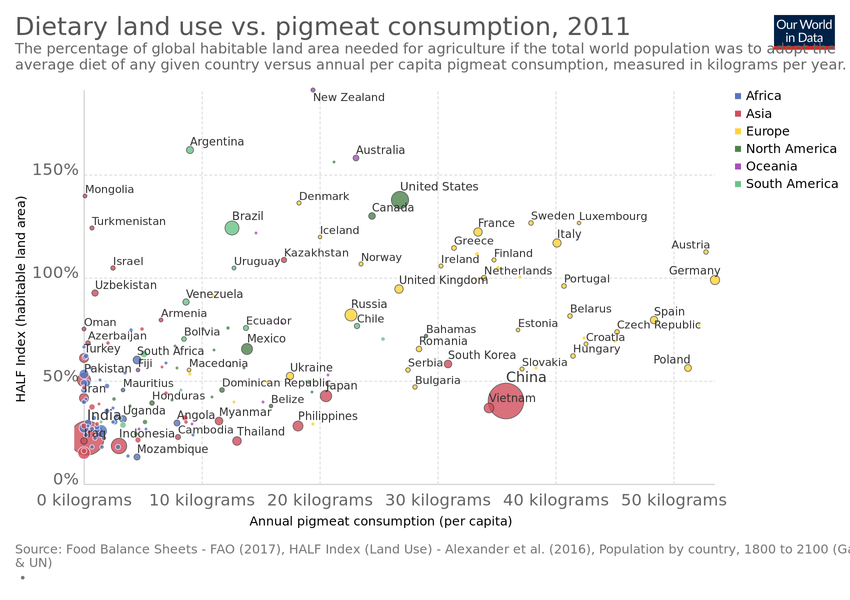 Dietary land use vs. pigmeat consumption, 2011
Our World
in Data
The percentage of global habitable land area needed for agriculture if the total world population was to adopt the
average diet of any given country versus annual per capita pigmeat consumption, measured in kilograms per year.
New Zealand
Africa
Asia
Europe
North America
Oceania
South America
Argentina
Australia
150%
Mongolia
United States
Denmark
Canada
Turkmenistan
Brazil
Iceland
France
Sweden
Luxembourg
Italy
Greece
Austria
Israel
Uruguay
Kazakhstan
Norway
Ireland
Finland
100%
Uzbekistan
Venezuela
United Kingdom
Netherlands
Portugal
Germany
Armenia
Russia
Chile
Belarus
Spain
Oman
Azerbaijan
Bolivia
Ecuador
Mexico
Bahamas
Romania
Estonia
Croatia
Czech Republic
Turkey
South Africa
Hungary
Pakistan
Fiji
Macedonia
Ukraine
Serbia
South Korea
Slovakia
Poland
50%
Iran
Mauritius
Dominican Republic
Japan
Bulgaria
China
Honduras
Belize
Vietnam
India
Uganda
Angola
Myanmar
Philippines
Iraq
Indonesia
Cambodia
Thailand
Mozambique
0%
0 kilograms
10 kilograms
20 kilograms
30 kilograms
40 kilograms
50 kilograms
Annual pigmeat consumption (per capita)
HALF Index (habitable land area)
Source: Food Balance Sheets - FAO (2017), HALF Index (Land Use) - Alexander et al. (2016), Population by country, 1800 to 2100 (Ga
& UN)
•